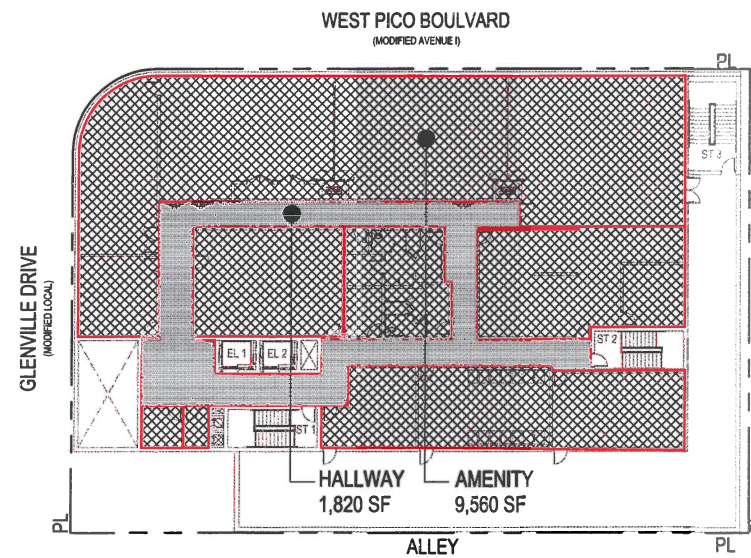 WEST PICO BOULVARD
(MODIFIED AVENUE I)
PL
ST 3
GLENVILLE DRIVE
(MODIFIED LOCAL)
EL 1
EL 2
ST 2
ST 1
HALLWAY
1,820 SF
AMENITY
9,560 SF
PL
ALLEY
PL